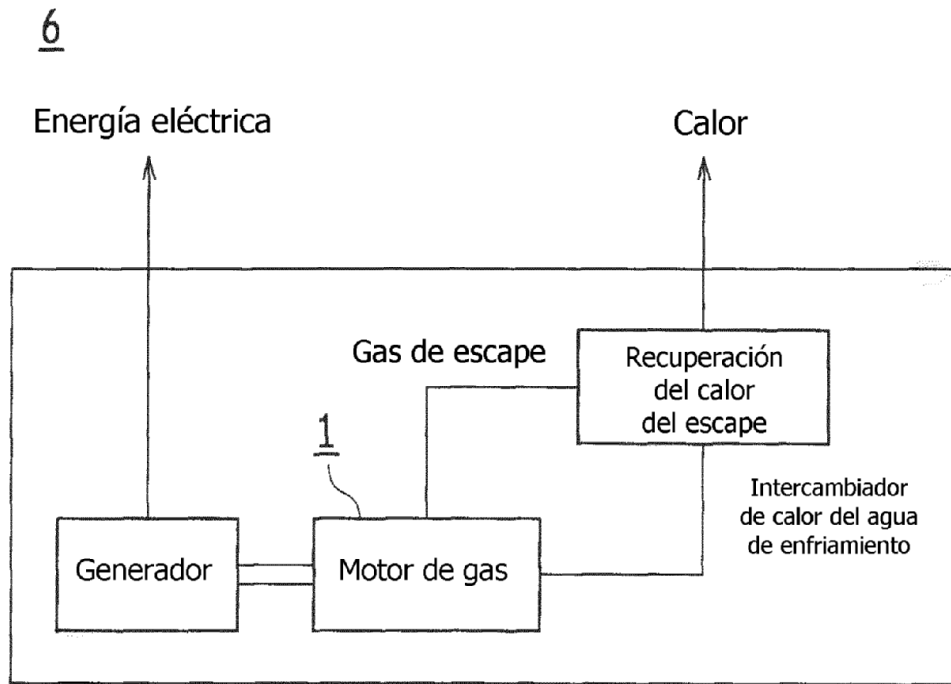 6
Energía eléctrica
Calor
Gas de escape
Recuperación
del calor
del escape
1
Intercambiador
de calor del agua
de enfriamiento
Generador
Motor de gas